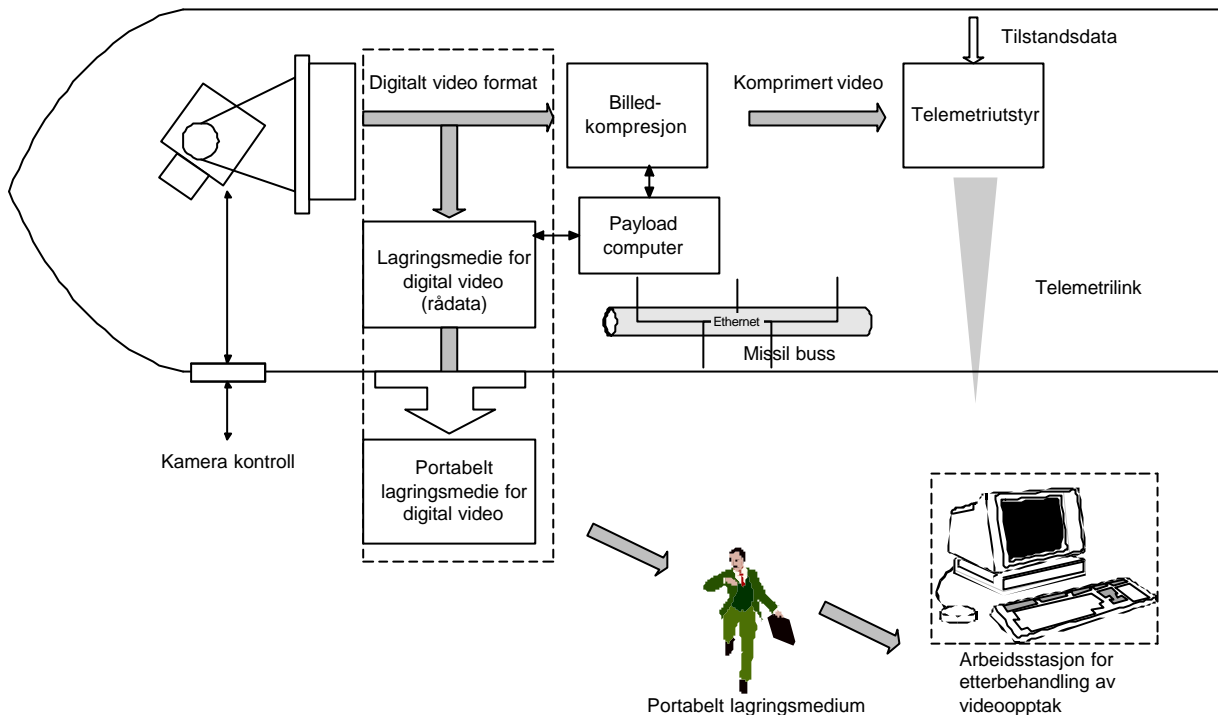 Tilstandsdata
Digitalt video format
Billed-
kompresjon
Komprimert video
Telemetriutstyr
Payload
computer
Lagringsmedie for
digital video
(rådata)
Telemetrilink
Ethernet
Missil buss
Kamera kontroll
Portabelt
lagringsmedie for
digital video
Arbeidsstasjon for
etterbehandling av
videoopptak
Portabelt lagringsmedium